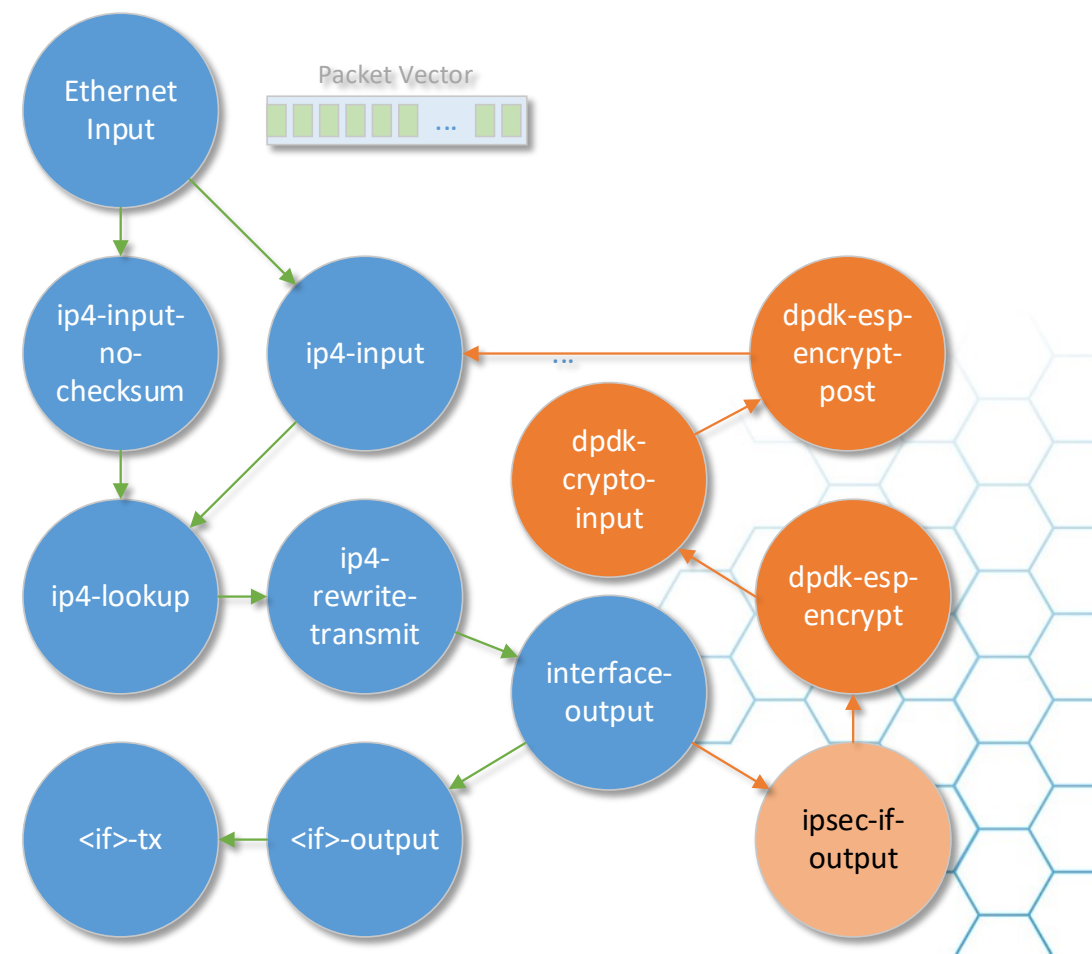 Ethernet
Input
Packet Vector
...
ip4-input-
no-
checksum
ip4-input
...
dpdk-esp-
encrypt-
post
dpdk-
crypto-
input
ip4-lookup
ip4-
rewrite-
transmit
dpdk-esp-
encrypt
interface-
output
<if>-tx
<if>-output
ipsec-if-
output